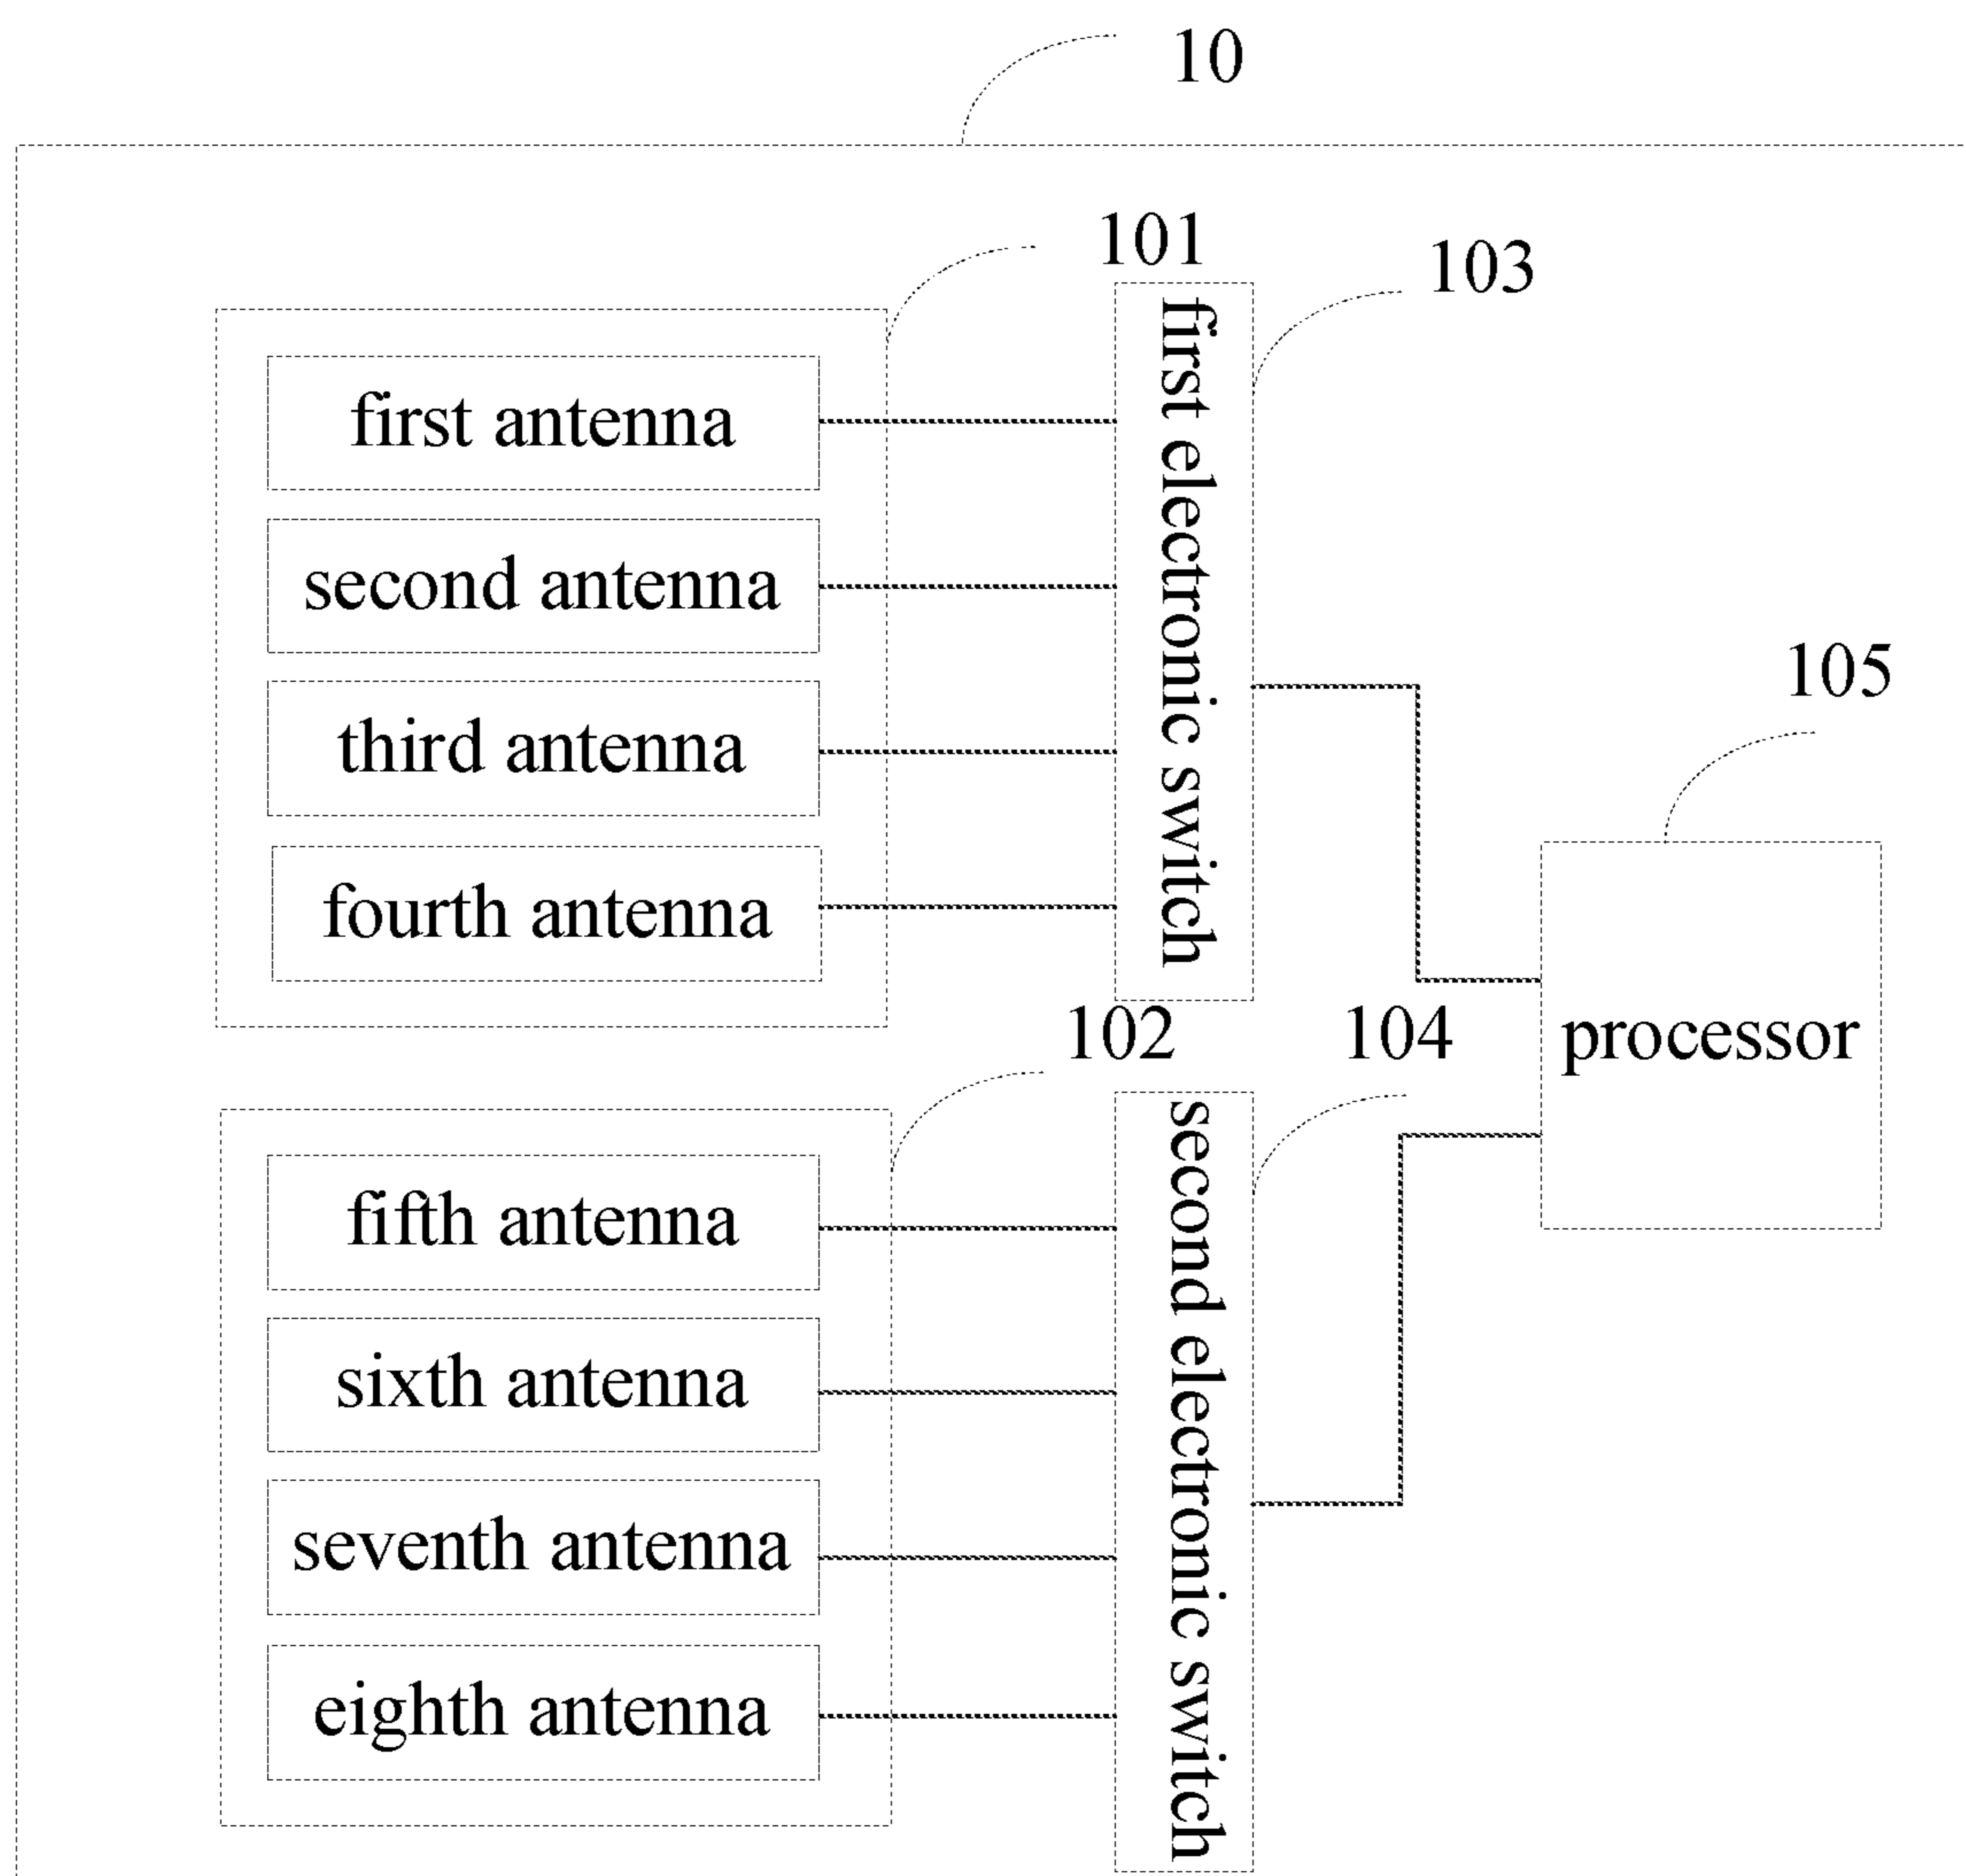 10
101
103
first antenna
second antenna
third antenna
fourth antenna
first electronic switch
105
processor
102
104
fifth antenna
sixth antenna
seventh antenna
eighth antenna
second electronic switch